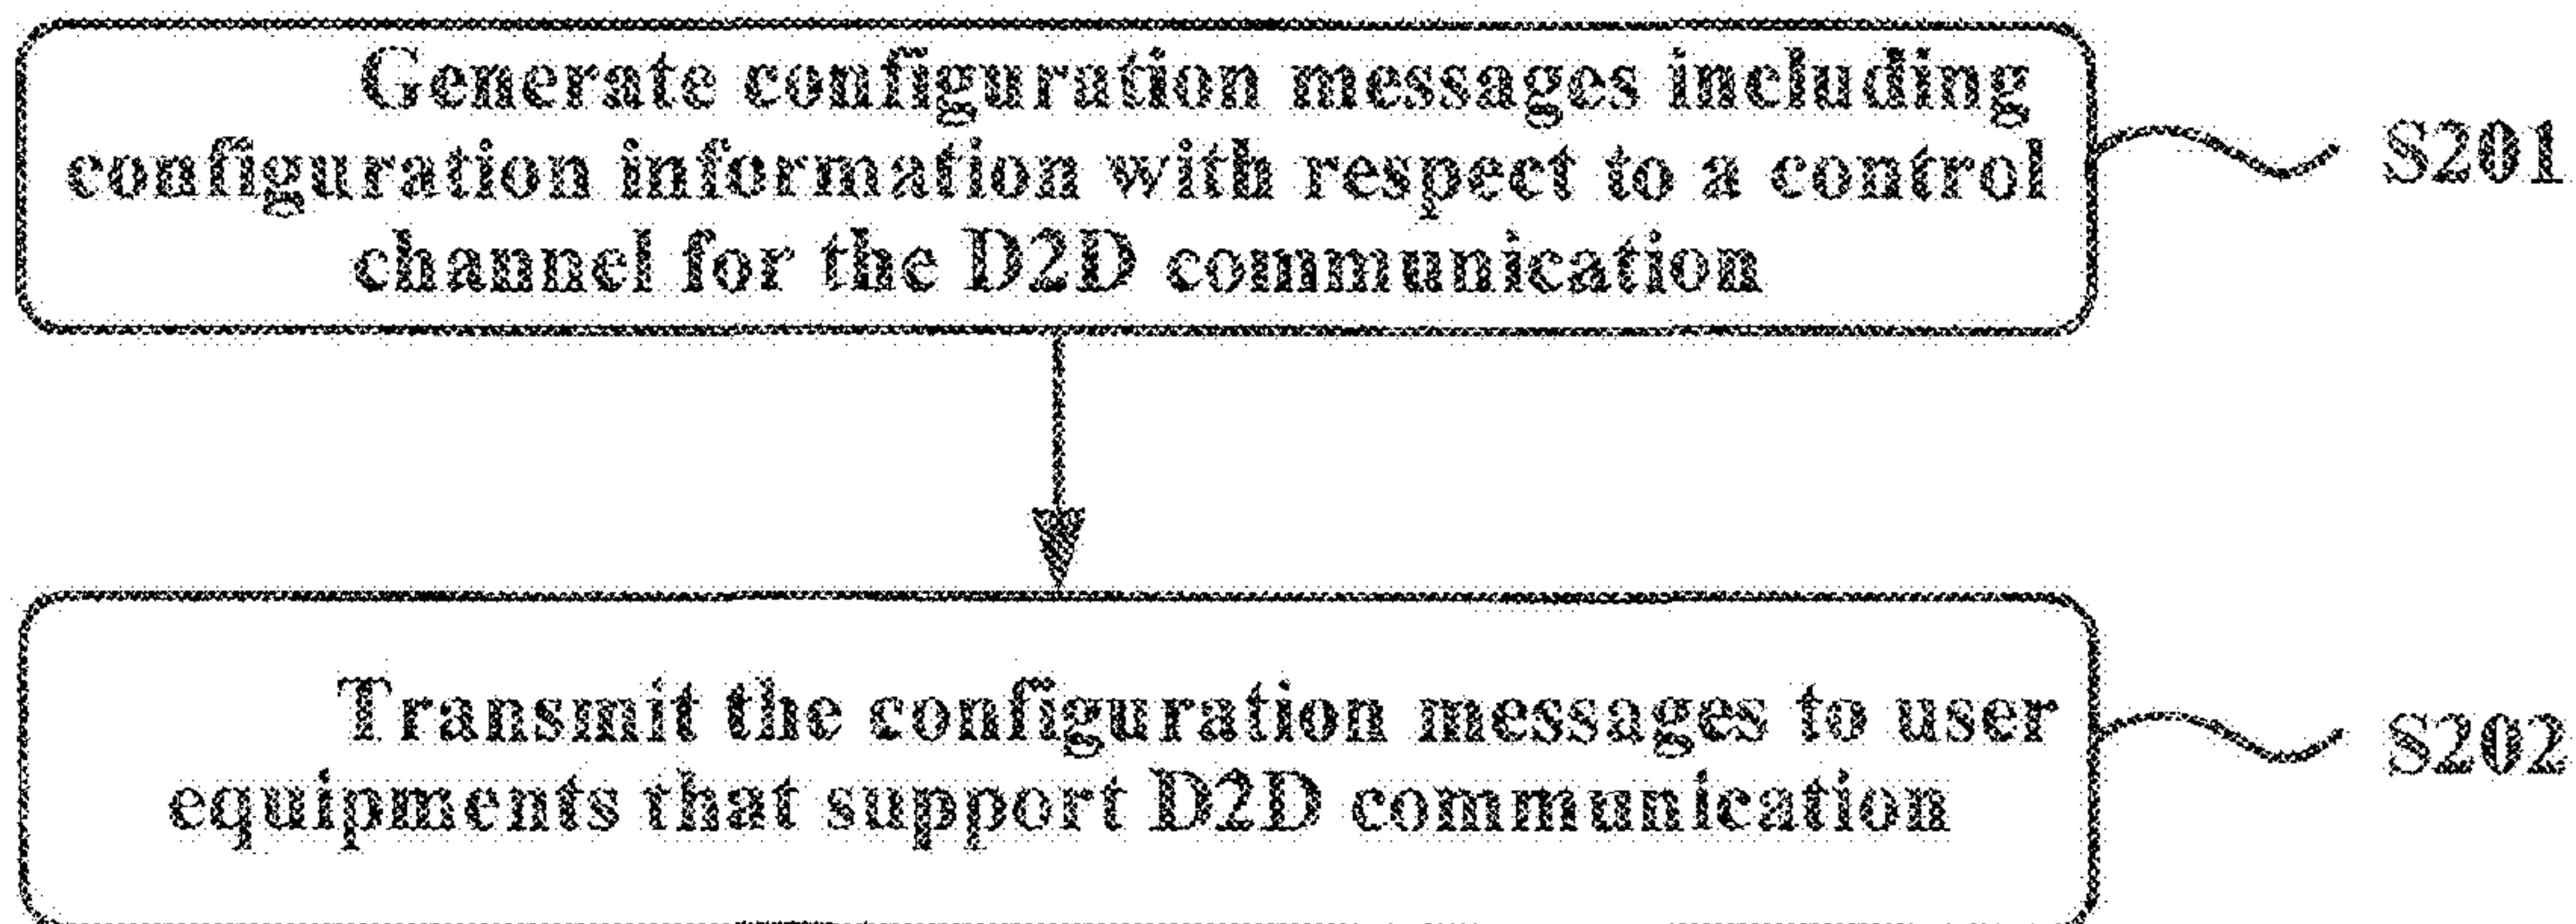 Generate configuration messages including
configuration information with respect to a control
channel for the D2D communication
S201
Transmit the configuration messages to user
equipments that support D2D communication
S202